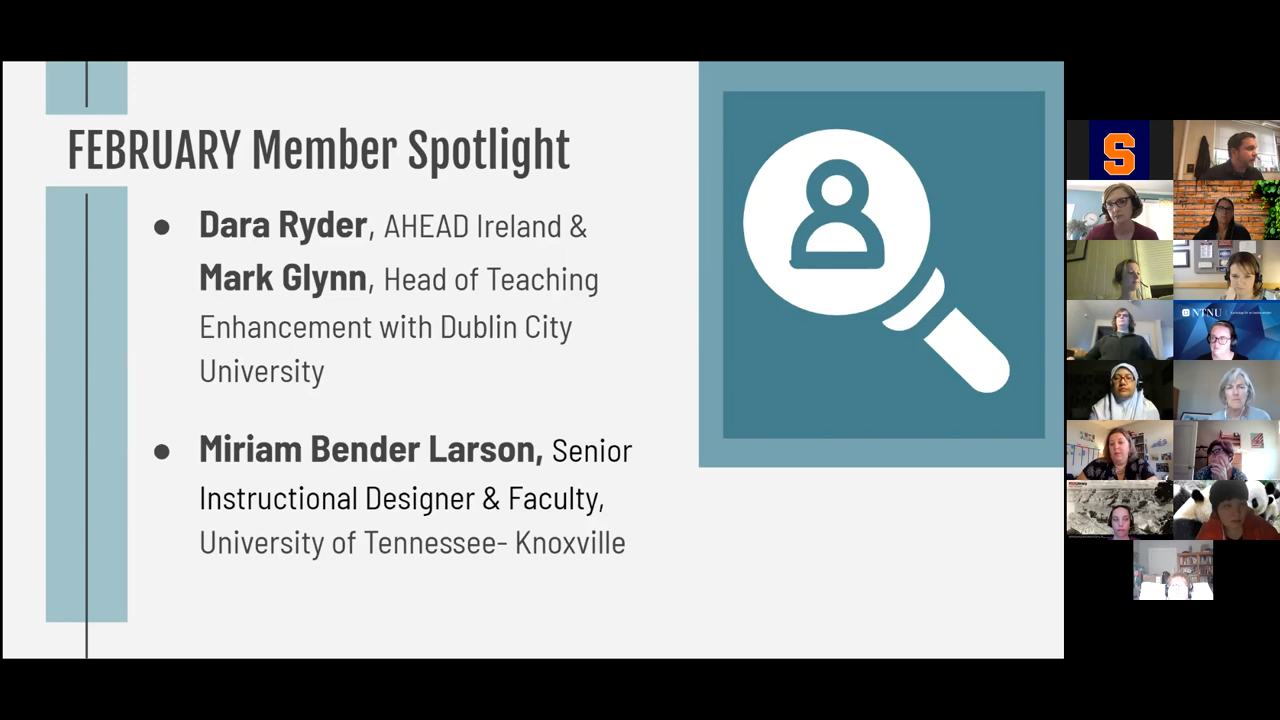 FEBRUARY Member Spotlight
● Dara Ryder, AHEAD Ireland &
Mark Glynn, Head of Teaching
Enhancement with Dublin City
University
● Miriam Bender Larson, Senior
Instructional Designer & Faculty,
University of Tennessee- Knoxville
S
NTNU